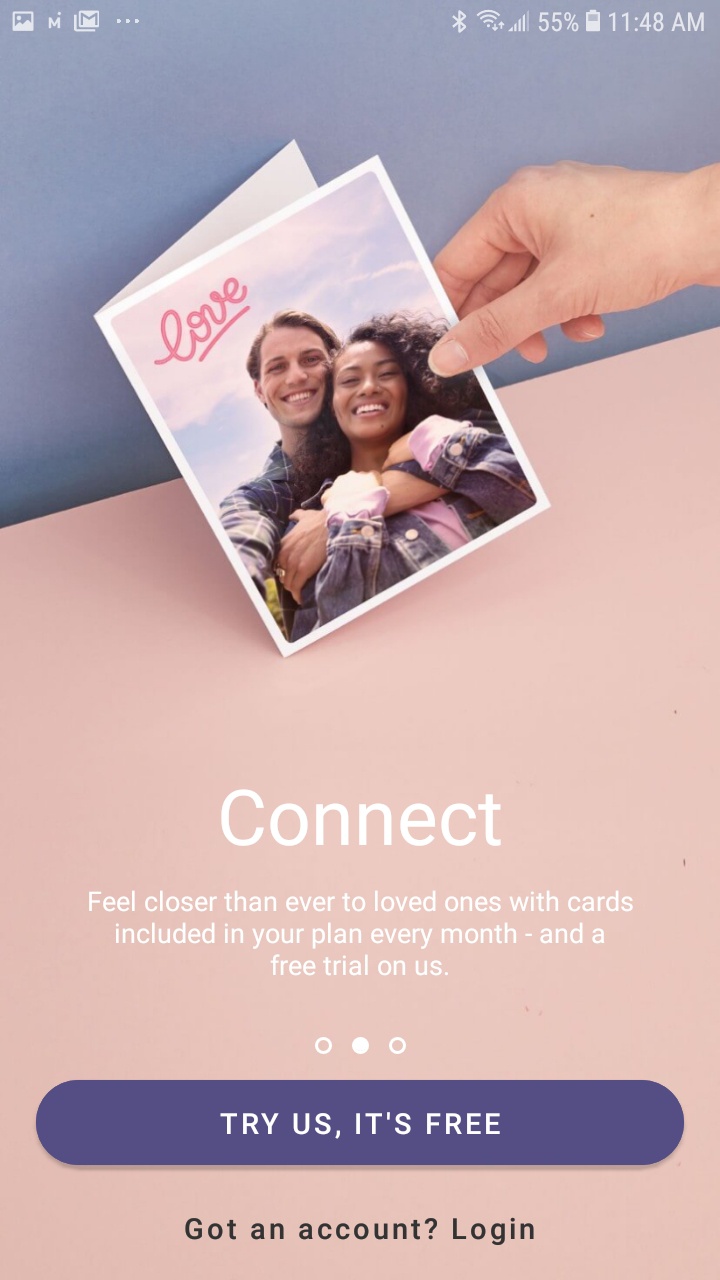 55% 11:48 AM
love
Connect
Feel closer than ever to loved ones with cards
included in your plan every month - and a
free trial on us.
TRY US, IT'S FREE
Got an account? Login